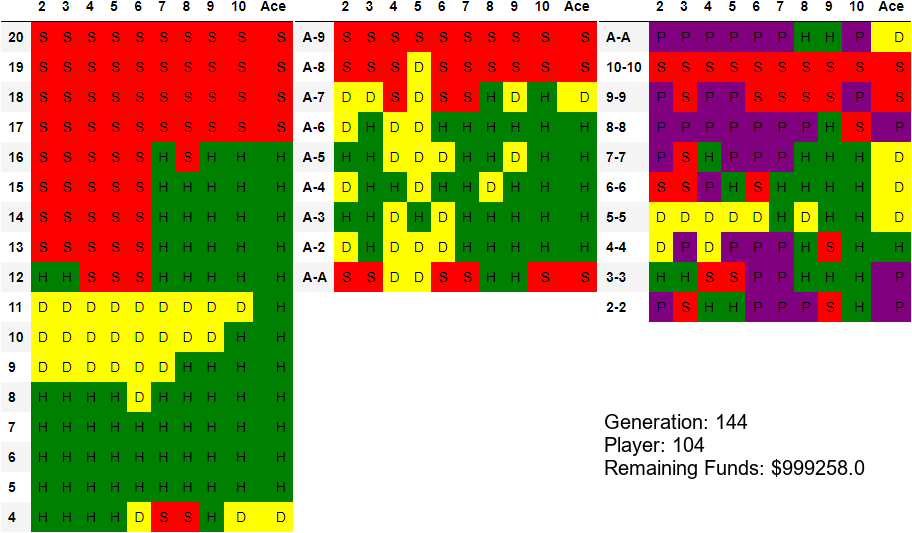 2 3 4 5 6 7 8 9 10 Ace
20 S S S S S S S S S S
19 S S S S S S S S S S
18 S S S S S S S S S S
17 S S S S S S S S S S
16 S S S S S H S H H H
15 S S S S S H H H H H
14 S S S S S H H H H H
13 S S S S S H H H H H
12 H H S S S H H H H H
11 D D D D D D D D D H
10 D D D D D D D D H H
9 D D D D D D H H H H
8 H H H H D H H H H H
7 H H H H H H H H H H
6 H H H H H H H H H H
5 H H H H H H H H H H
4 H H H H D S S H D D
2 3 4 5 6 7 8 9 10 Ace
A-9 S S S S S S S S S S
A-8 S S S D S S S S S S
A-7 D D S D S S H D H D
A-6 D H D D H H H H H H
A-5 H H D D D H H D H H
A-4 D H H D H H D H H H
A-3 H H D H D H H H H H
A-2 D H D D D H H H H H
A-A S S D D S S H H S S
2 3 4 5 6 7 8 9 10 Ace
A-A P P P P P P H H P D
10-10 S S S S S S S S S S
9-9 P S P P S S S S P S
8-8 P P P P P P P H S P
7-7 P S H P P P H H H D
6-6 S S P H S H H H H D
5-5 D D D D D H D H H D
4-4 D P D P P P H S H H
3-3 H H S S P P H H H P
2-2 P S H H P P P S H P
Generation: 144
Player: 104
Remaining Funds: $999258.0